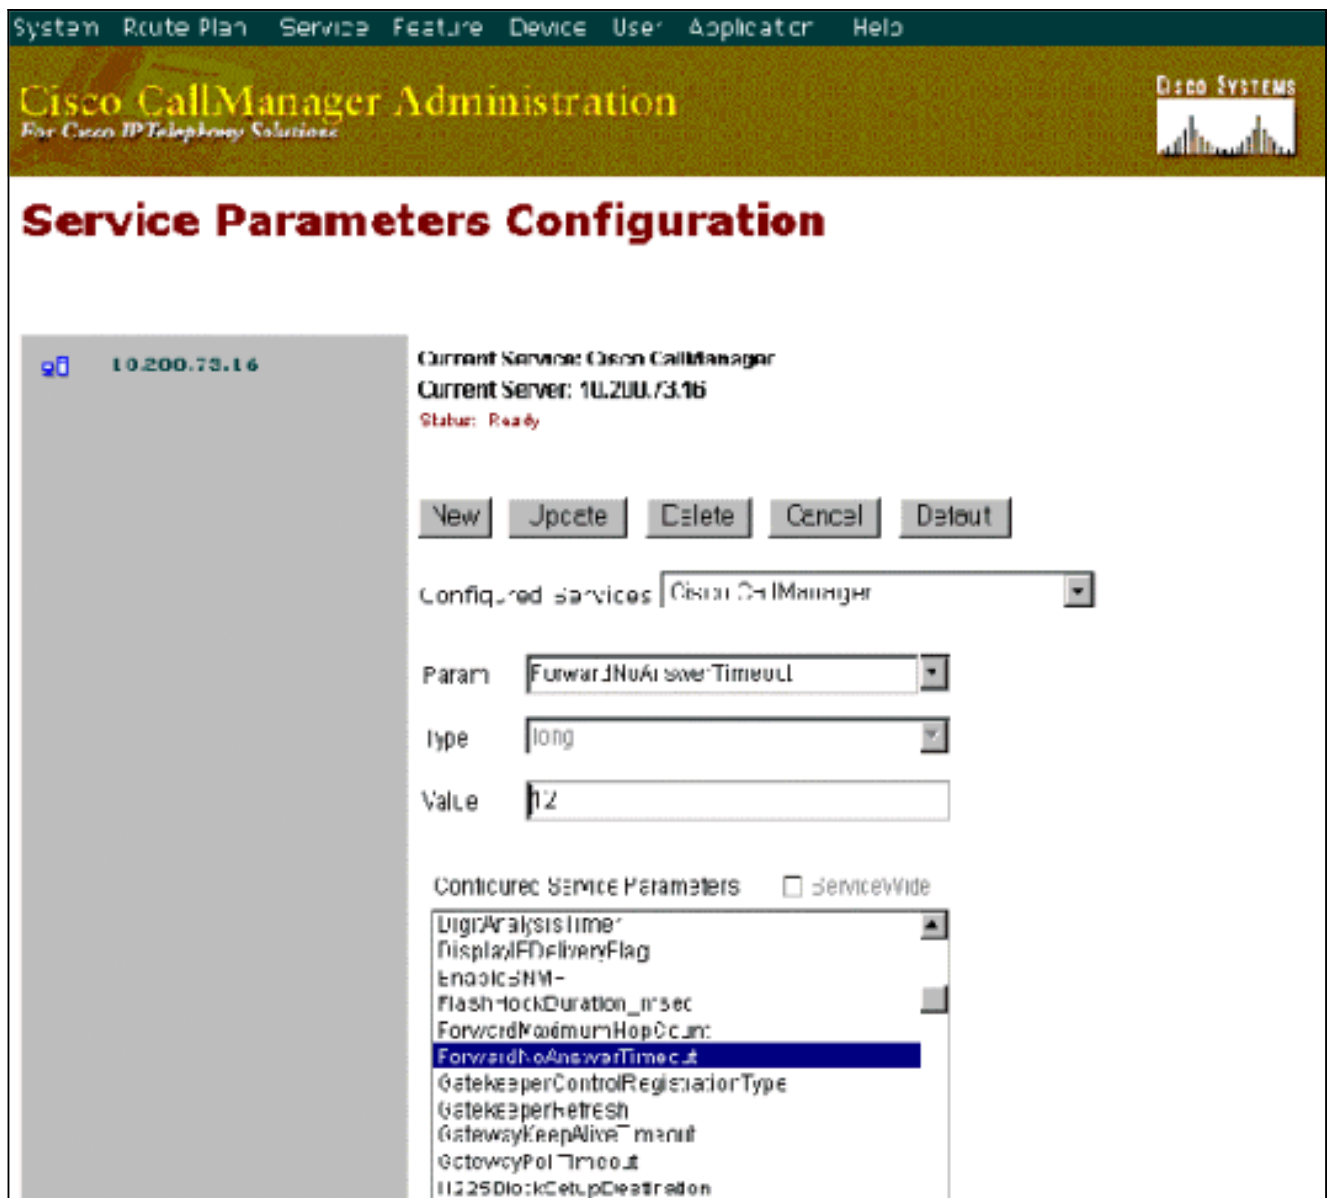 System Route Plan Service Feature Device User Application Help
Cisco CallManager Administration
For Cisco IP Telephony Solutions
CISCO SYSTEMS
Service Parameters Configuration
10.200.73.16
Current Service: Cisco CallManager
Current Server: 10.200.73.16
Status: Ready
New Update Delete Cancel Default
Configured Services Cisco CallManager
Param ForwardNoAnswerTimeout
Type long
Value 12
Configured Service Parameters ServiceWide
DigitAnalysisTimer
DisplayIEDeliveryFlag
EnableSNMP
FlashHookDuration_msec
ForwardMaximumHopCount
ForwardNoAnswerTimeout
GatekeeperControlRegistrationType
GatekeeperRefresh
GatewayKeepAliveTimeout
GatewayPollTimeout
H225BlockSetupDestination